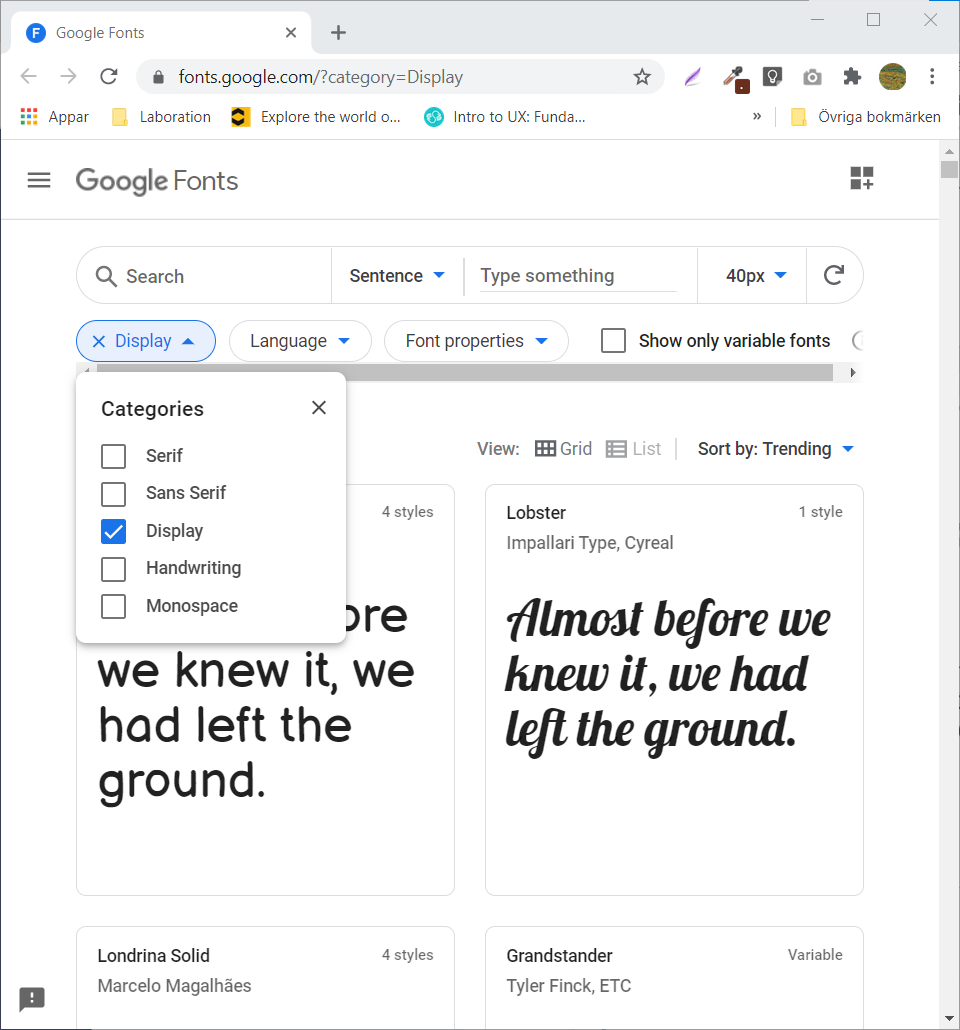 Google Fonts
fonts.google.com/?category=Display
Appar
Laboration
Explore the world o...
Intro to UX: Funda...
»
Övriga bokmärken
Google Fonts
Search
Sentence
Type something
40px
Display
Language
Font properties
Show only variable fonts
Categories
Serif
Sans Serif
Display
Handwriting
Monospace
View:
Grid
List
Sort by: Trending
4 styles
ore
we knew it, we
had left the
ground.
Lobster
1 style
Impallari Type, Cyreal
Almost before we
knew it, we had
left the ground.
Londrina Solid
4 styles
Marcelo Magalhães
Grandstander
Variable
Tyler Finck, ETC